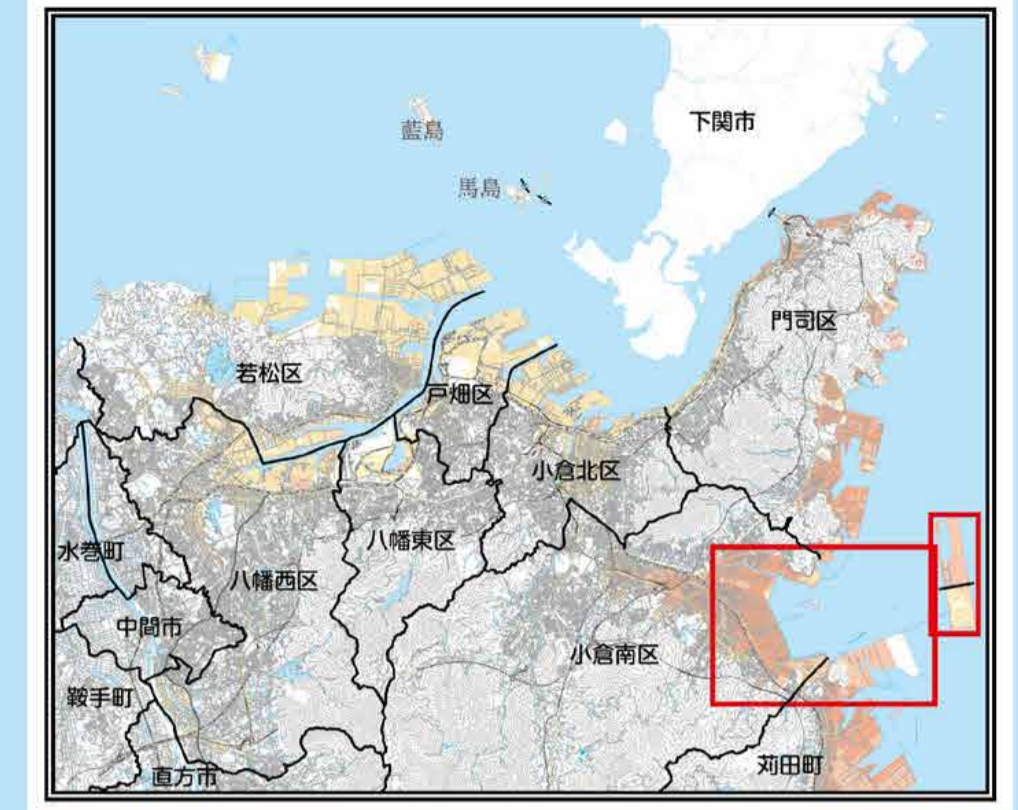 下関市
藍島
馬島
門司区
若松区
戸畑区
小倉北区
水巻町
八幡東区
八幡西区
中間市
小倉南区
鞍手町
直方市
苅田町